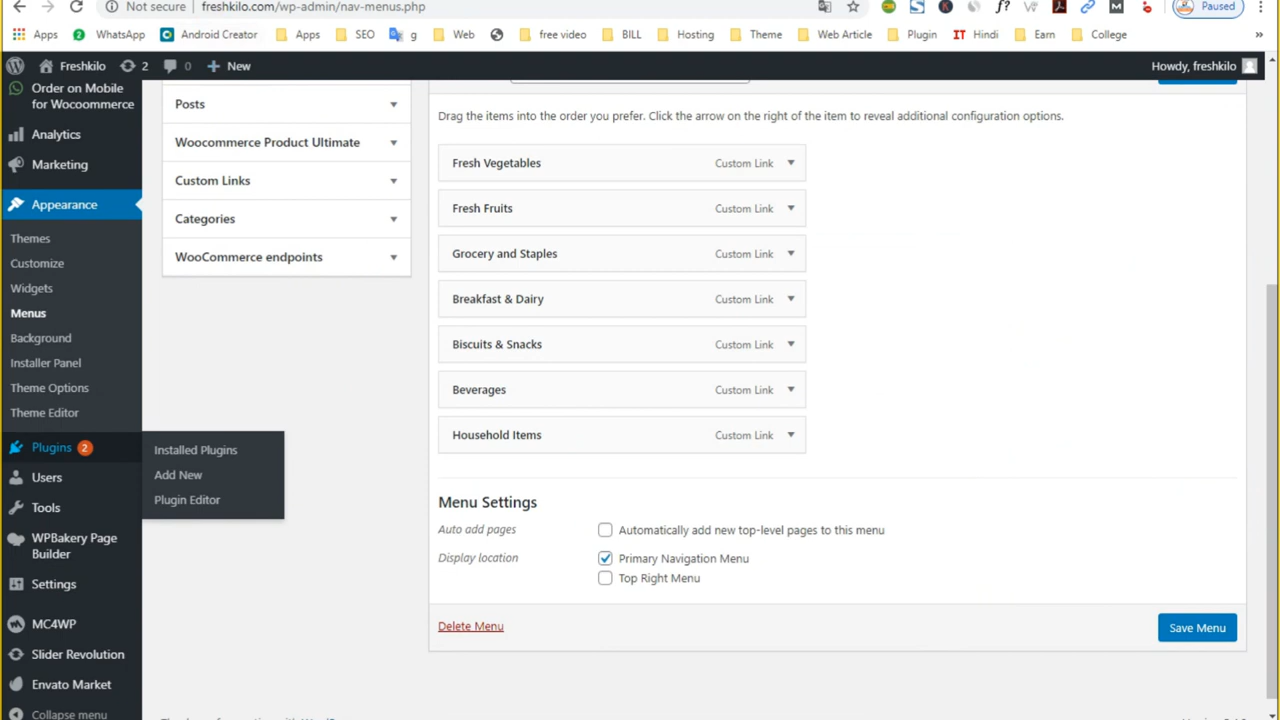 Not secure | freshkilo.com/wp-admin/nav-menus.php
Paused
Apps
WhatsApp
Android Creator
Apps
SEO
g
Web
free video
BILL
Hosting
Theme
Web Article
Plugin
IT Hindi
Earn
College
»
Freshkilo
2
0
+ New
Howdy, freshkilo
Order on Mobile
for Woocommerce
Analytics
Marketing
Appearance
Themes
Customize
Widgets
Menus
Background
Installer Panel
Theme Options
Theme Editor
Plugins 2
Installed Plugins
Add New
Plugin Editor
Users
Tools
WPBakery Page
Builder
Settings
MC4WP
Slider Revolution
Envato Market
Collapse menu
Posts
Woocommerce Product Ultimate
Custom Links
Categories
WooCommerce endpoints
Drag the items into the order you prefer. Click the arrow on the right of the item to reveal additional configuration options.
Fresh Vegetables Custom Link
Fresh Fruits Custom Link
Grocery and Staples Custom Link
Breakfast & Dairy Custom Link
Biscuits & Snacks Custom Link
Beverages Custom Link
Household Items Custom Link
Menu Settings
Auto add pages Automatically add new top-level pages to this menu
Display location Primary Navigation Menu
Top Right Menu
Delete Menu
Save Menu